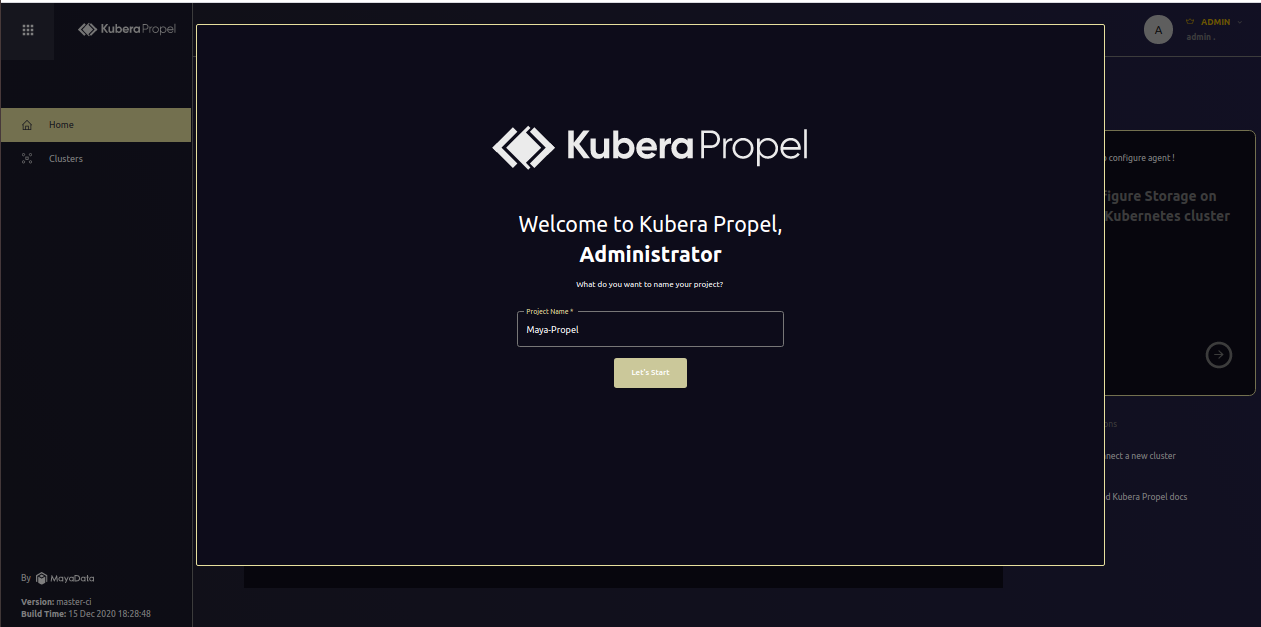 Kubera Propel
A
ADMIN
admin .
Home
Clusters
Kubera Propel
Welcome to Kubera Propel,
Administrator
What do you want to name your project?
Project Name *
Maya-Propel
Let's Start
configure agent !
figure Storage on
Kubernetes cluster
ons
nect a new cluster
d Kubera Propel docs
By MayaData
Version: master-ci
Build Time: 15 Dec 2020 18:28:48